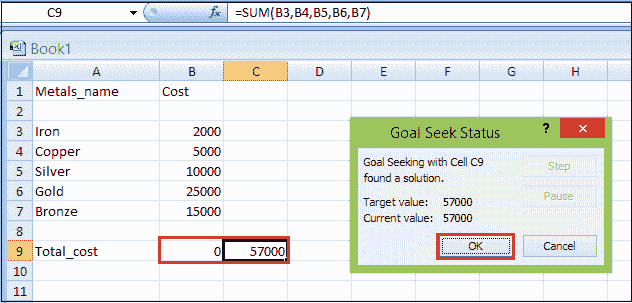 C9 =SUM(B3,B4,B5,B6,B7)
Book1
A B C D E F G H
1 Metals_name Cost
2
3 Iron 2000
4 Copper 5000
5 Silver 10000
6 Gold 25000
7 Bronze 15000
8
9 Total_cost 0 57000
10
11
Goal Seek Status ? ×
Goal Seeking with Cell C9
found a solution.
Step
Pause
Target value: 57000
Current value: 57000
OK Cancel